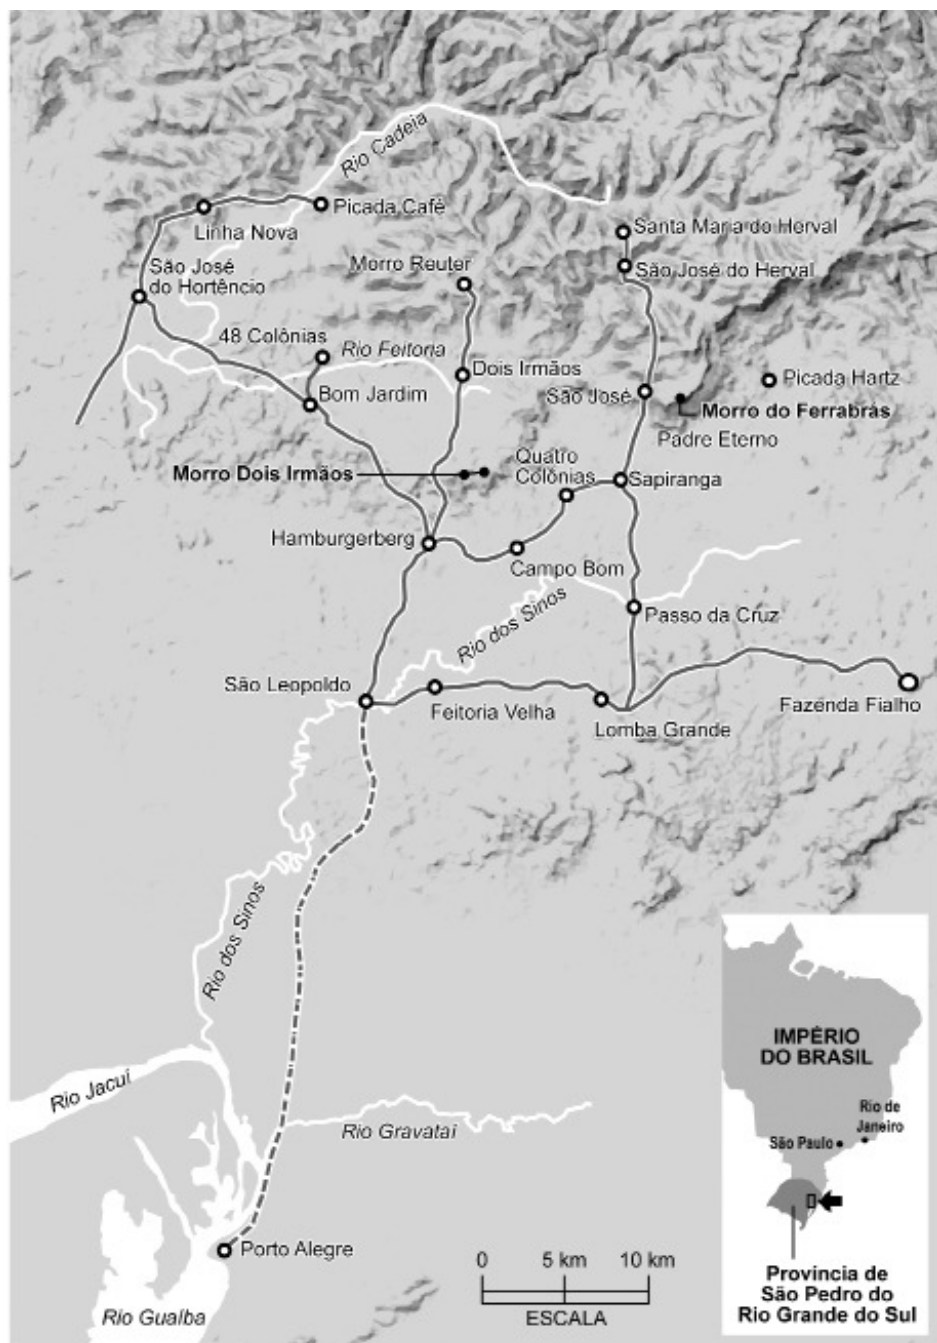 Rio Cadeia
Picada Café
Linha Nova
Santa Maria do Herval
São José do Herval
Morro Reuter
São José
do Hortêncio
48 Colônias
Rio Feitoria
Dois Irmãos
Picada Hartz
Bom Jardim
São José
Morro do Ferrabrás
Padre Eterno
Quatro
Colônias
Morro Dois Irmãos
Sapiranga
Hamburgerberg
Campo Bom
Rio dos Sinos
Passo da Cruz
São Leopoldo
Feitoria Velha
Lomba Grande
Fazenda Fialho
Rio dos Sinos
IMPÉRIO
DO BRASIL
Rio Jacuí
Rio de
Janeiro
Rio Gravataí
São Paulo
Porto Alegre
0 5 km 10 km
ESCALA
Rio Guaíba
Província de
São Pedro do
Rio Grande do Sul